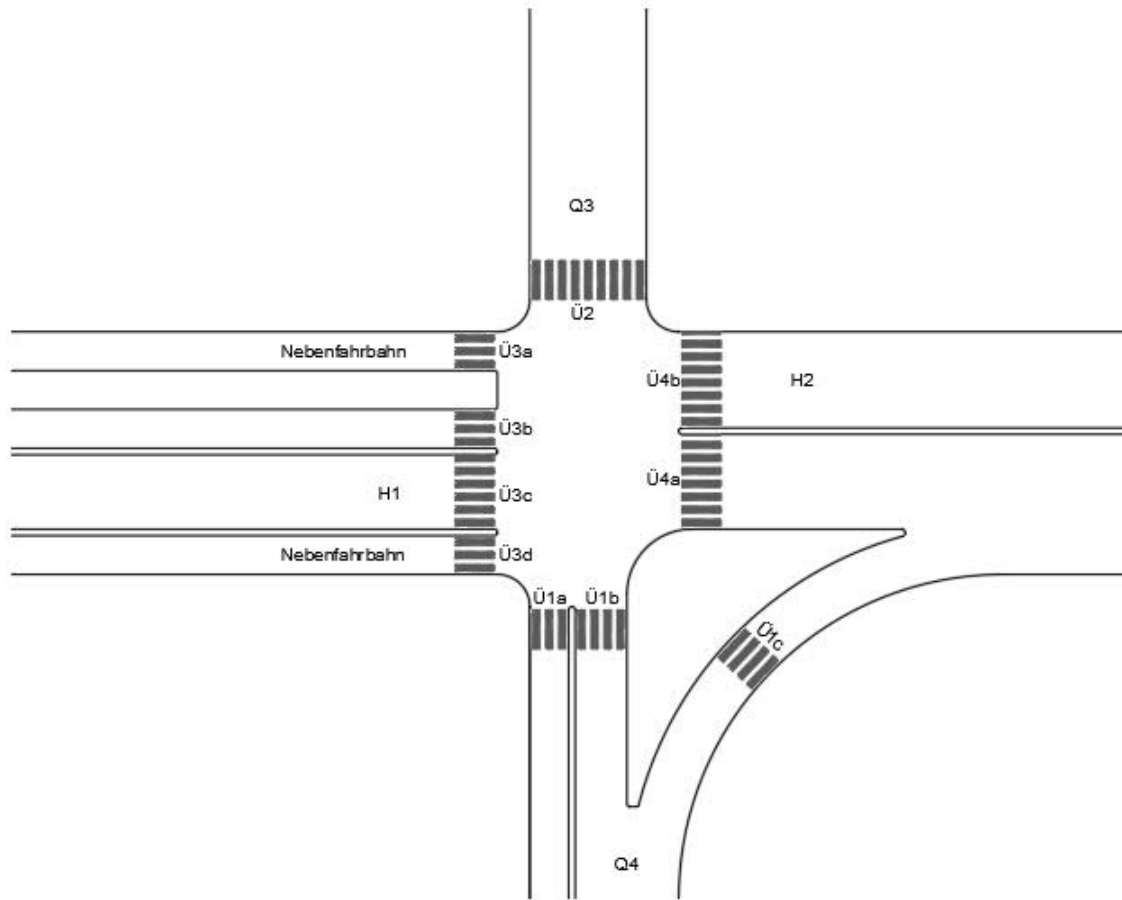 Q3
Ü2
Nebenfahrbahn
Ü3a
Ü4b
H2
Ü3b
Ü4a
H1
Ü3c
Nebenfahrbahn
Ü3d
Ü1a
Ü1b
Ü1c
Q4